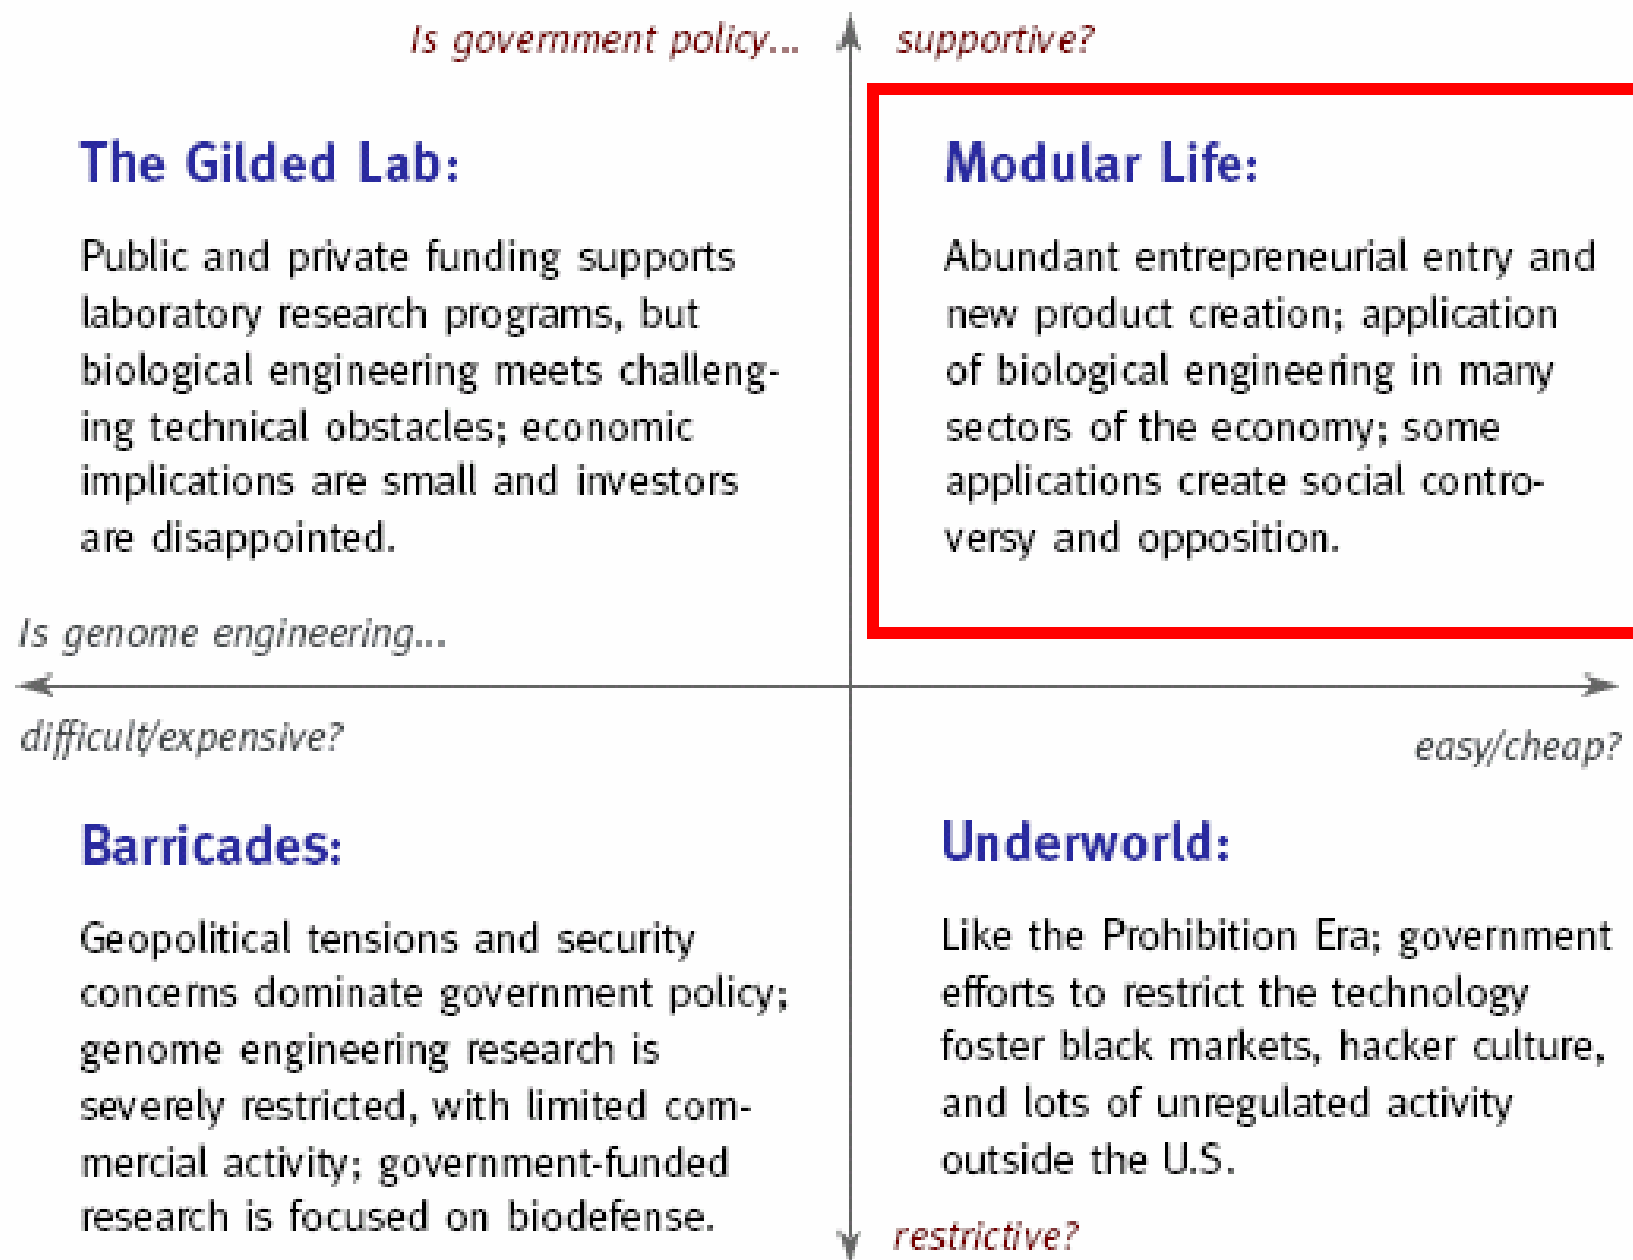 Is government policy... supportive?
The Gilded Lab:
Public and private funding supports
laboratory research programs, but
biological engineering meets challeng-
ing technical obstacles; economic
implications are small and investors
are disappointed.
Modular Life:
Abundant entrepreneurial entry and
new product creation; application
of biological engineering in many
sectors of the economy; some
applications create social contro-
versy and opposition.
Is genome engineering...
difficult/expensive?
easy/cheap?
Barricades:
Geopolitical tensions and security
concerns dominate government policy;
genome engineering research is
severely restricted, with limited com-
mercial activity; government-funded
research is focused on biodefense.
Underworld:
Like the Prohibition Era; government
efforts to restrict the technology
foster black markets, hacker culture,
and lots of unregulated activity
outside the U.S.
restrictive?